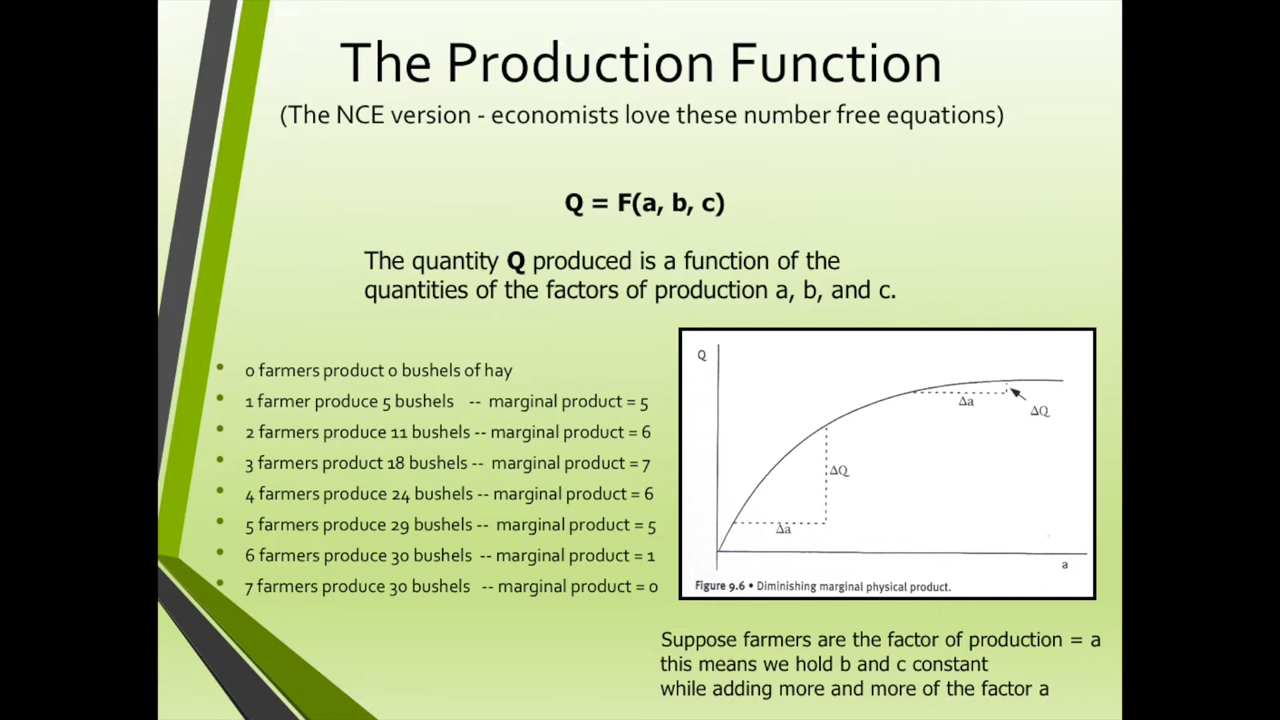 The Production Function
(The NCE version - economists love these number free equations)
Q = F(a, b, c)
The quantity Q produced is a function of the
quantities of the factors of production a, b, and c.
• 0 farmers product 0 bushels of hay
• 1 farmer produce 5 bushels -- marginal product = 5
• 2 farmers produce 11 bushels -- marginal product = 6
• 3 farmers product 18 bushels -- marginal product = 7
• 4 farmers produce 24 bushels -- marginal product = 6
• 5 farmers produce 29 bushels -- marginal product = 5
• 6 farmers produce 30 bushels -- marginal product = 1
• 7 farmers produce 30 bushels -- marginal product = 0
Q
Δa
ΔQ
ΔQ
Δa
a
Figure 9.6 • Diminishing marginal physical product.
Suppose farmers are the factor of production = a
this means we hold b and c constant
while adding more and more of the factor a